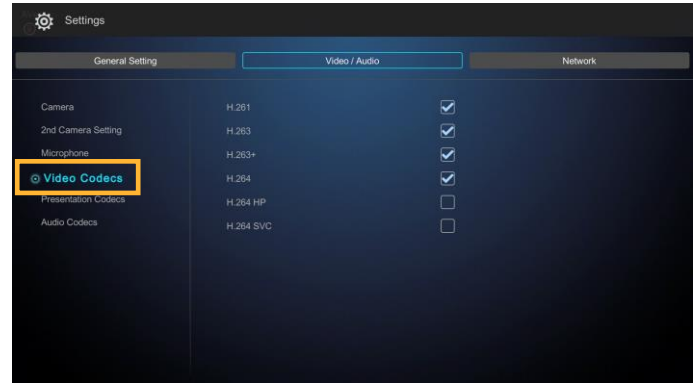 Settings
General Setting Video / Audio Network
Camera H.261
2nd Camera Setting H.263
Microphone H.263+
Video Codecs H.264
Presentation Codecs H.264 HP
Audio Codecs H.264 SVC